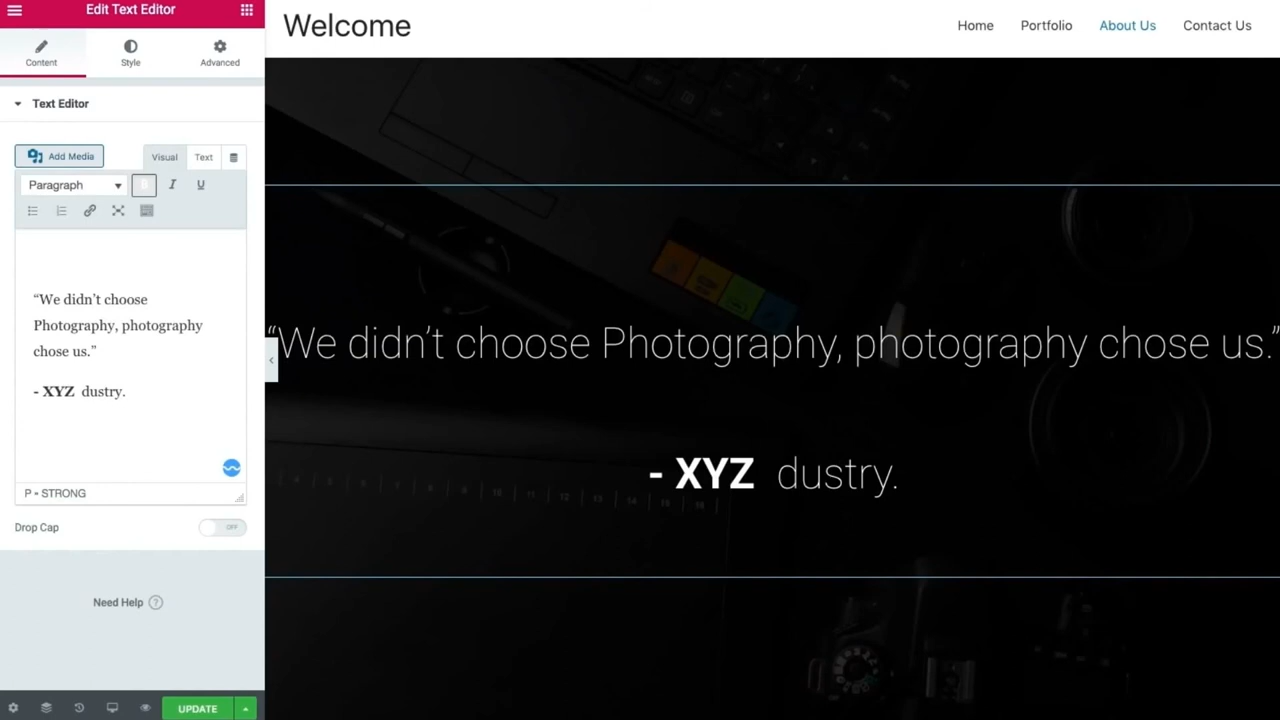 Edit Text Editor
Welcome
Home Portfolio About Us Contact Us
Content Style Advanced
Text Editor
Add Media Visual Text
Paragraph I U
“We didn’t choose
Photography, photography
chose us.”
- XYZ dustry.
P » STRONG
Drop Cap OFF
Need Help ?
UPDATE
“We didn’t choose Photography, photography chose us.”
- XYZ dustry.